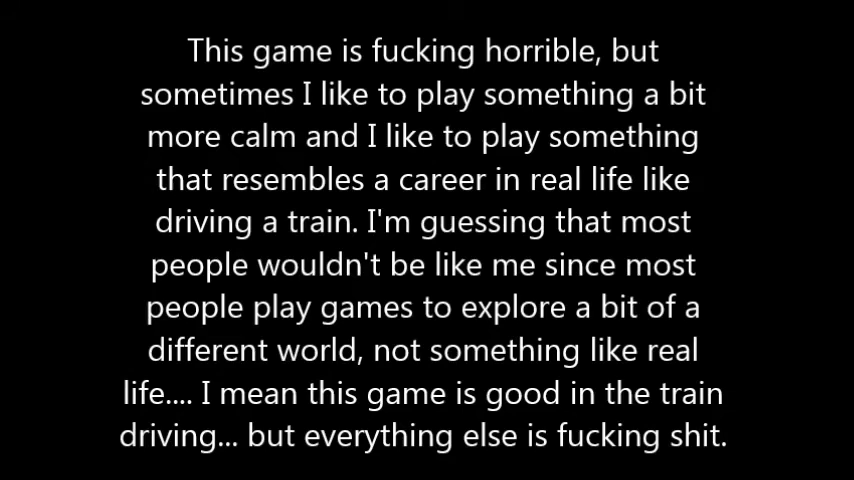 This game is fucking horrible, but
sometimes I like to play something a bit
more calm and I like to play something
that resembles a career in real life like
driving a train. I'm guessing that most
people wouldn't be like me since most
people play games to explore a bit of a
different world, not something like real
life.... I mean this game is good in the train
driving... but everything else is fucking shit.